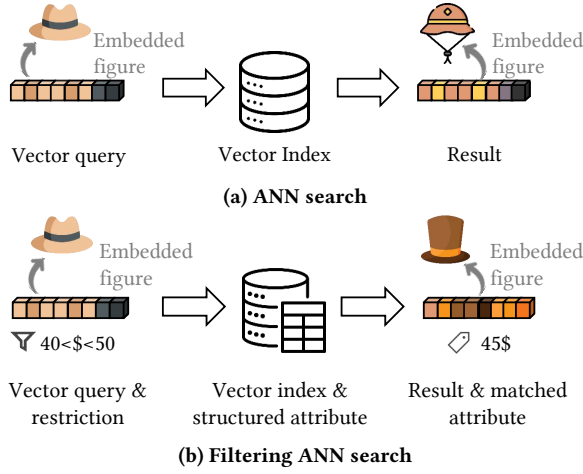 Embedded
figure
Embedded
figure
Vector query
Vector Index
Result
(a) ANN search
Embedded
figure
Embedded
figure
40<$<50
45$
Vector query &
restriction
Vector index &
structured attribute
Result & matched
attribute
(b) Filtering ANN search